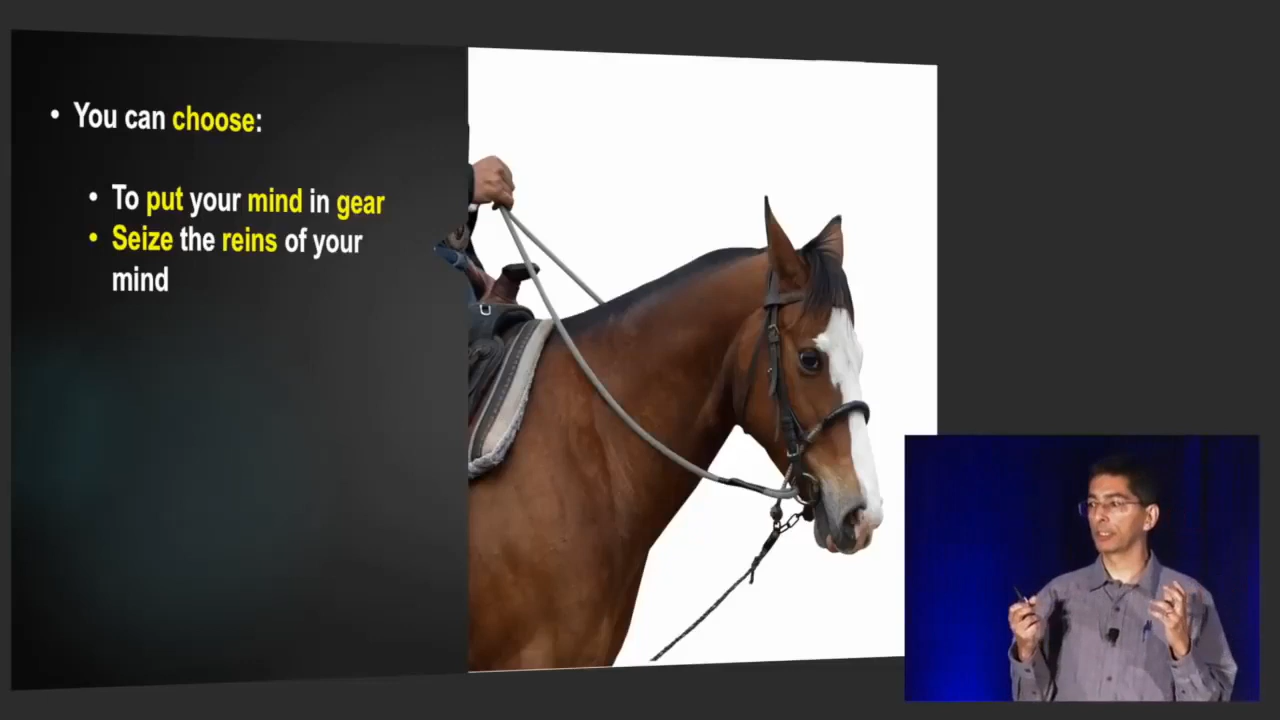 • You can choose:
• To put your mind in gear
• Seize the reins of your
mind